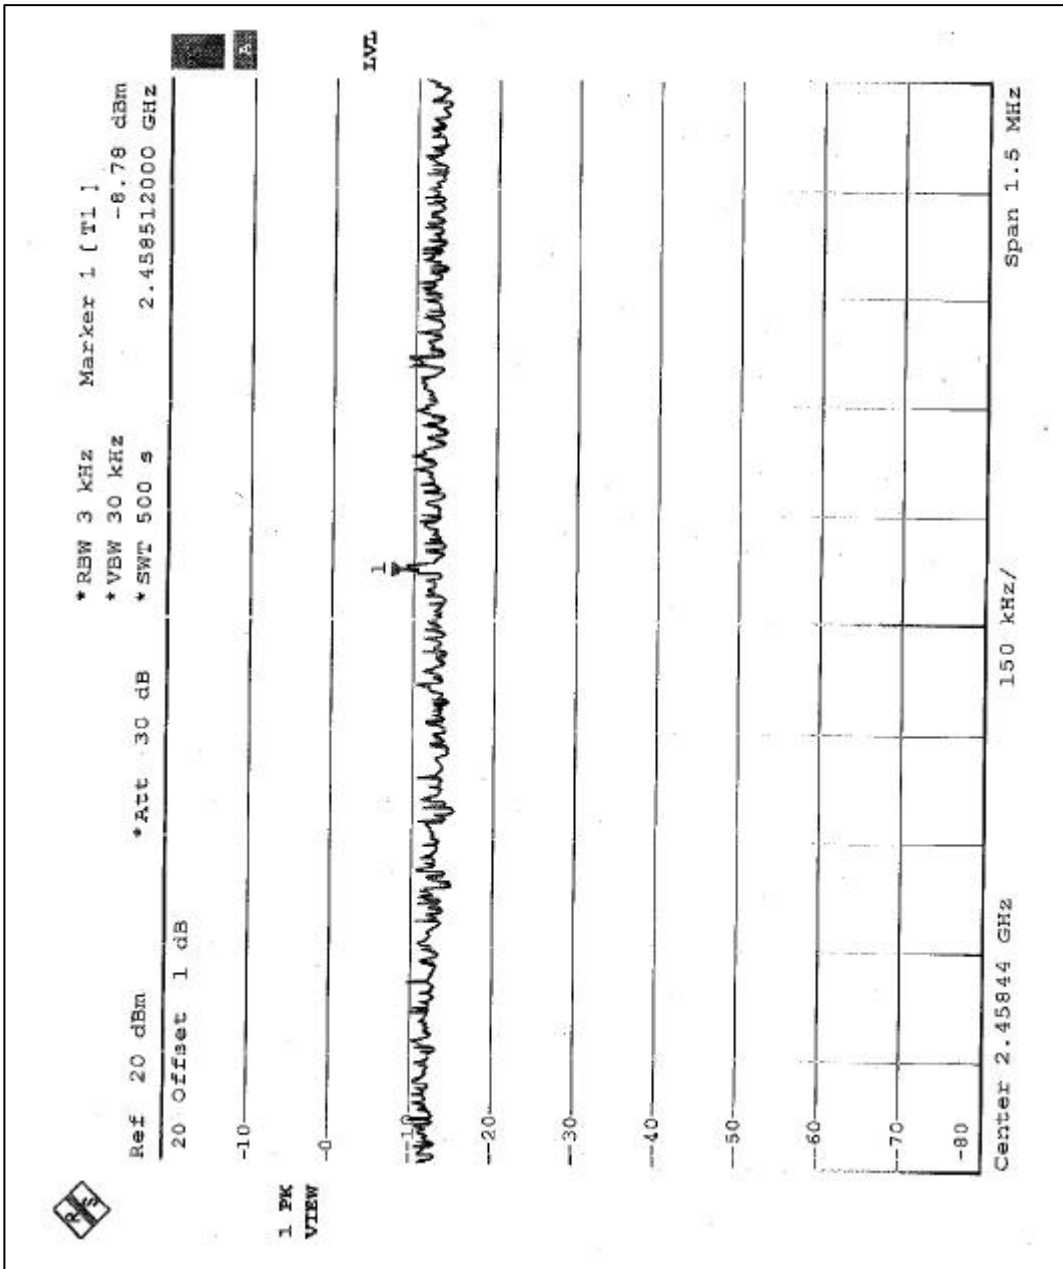 R S
*RBW 3 kHz Marker 1 [T1 ]
*VBW 30 kHz -8.78 dBm
Ref 20 dBm *Att 30 dB *SWT 500 s 2.458512000 GHz
20 Offset 1 dB
A
-10
1 PK
VIEW
-0
LVL
1
--10
--20
--30
--40
--50
--60
--70
-80
Center 2.45844 GHz 150 kHz/ Span 1.5 MHz